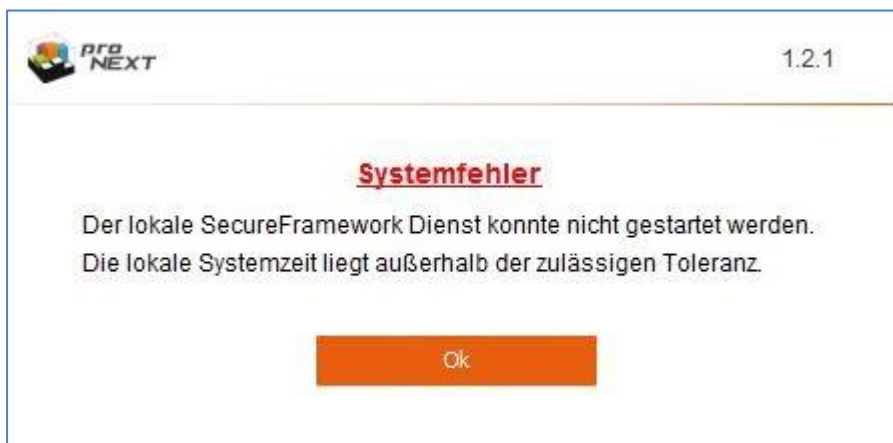 pro
NEXT
1.2.1
Systemfehler
Der lokale SecureFramework Dienst konnte nicht gestartet werden.
Die lokale Systemzeit liegt außerhalb der zulässigen Toleranz.
Ok